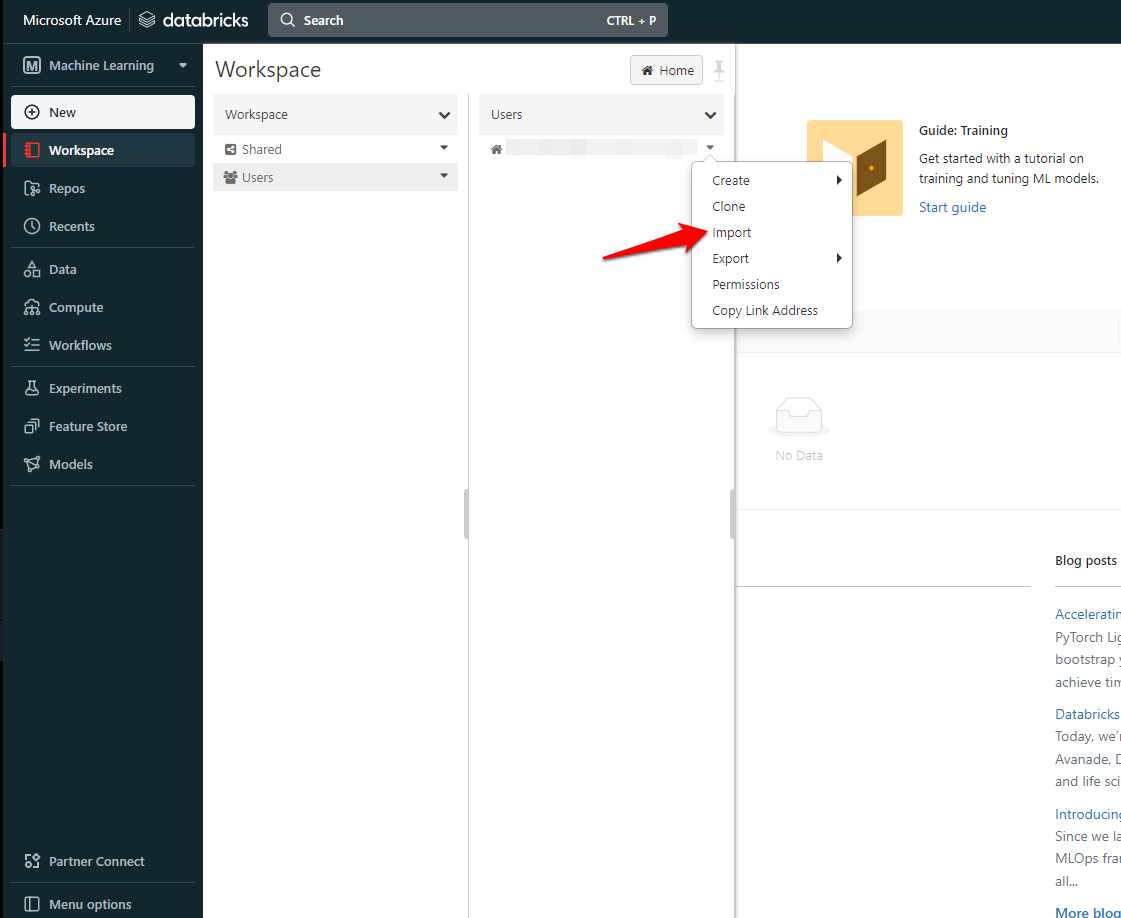 Microsoft Azure databricks Search CTRL + P
M Machine Learning
New
Workspace
Repos
Recents
Data
Compute
Workflows
Experiments
Feature Store
Models
Partner Connect
Menu options
Workspace
Home
Workspace
Shared
Users
Users
Create
Clone
Import
Export
Permissions
Copy Link Address
Guide: Training
Get started with a tutorial on
training and tuning ML models.
Start guide
No Data
Blog posts
Acceleratin
PyTorch Lig
bootstrap y
achieve tim
Databricks
Today, we'r
Avanade, D
and life sci
Introducing
Since we la
MLOps fram
all...
More blog